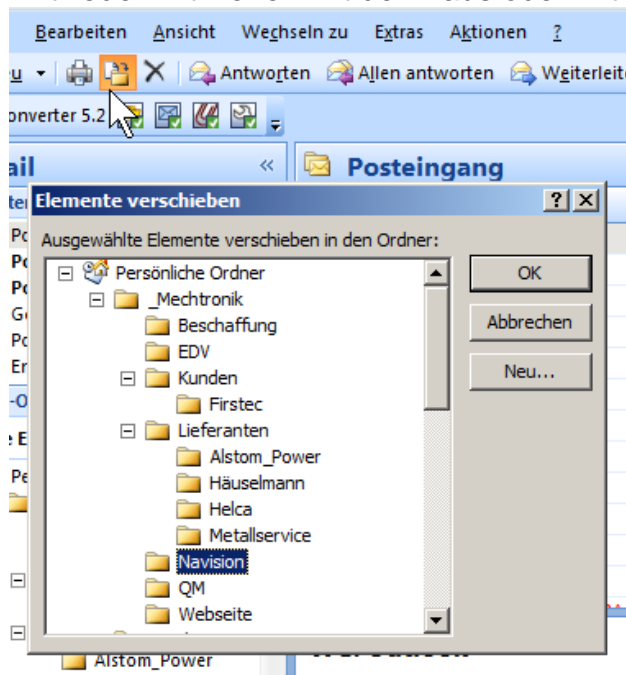 Bearbeiten Ansicht Wechseln zu Extras Aktionen ?
Antworten Allen antworten Weiterleite
onverter 5.2
ail « Posteingang
Elemente verschieben
Ausgewählte Elemente verschieben in den Ordner:
Persönliche Ordner
OK
_Mechtronik
Beschaffung
Abbrechen
EDV
Kunden
Neu...
Firstec
Lieferanten
Alstom_Power
Häuselmann
Helca
Metallservice
Navision
QM
Webseite
Alstom_Power